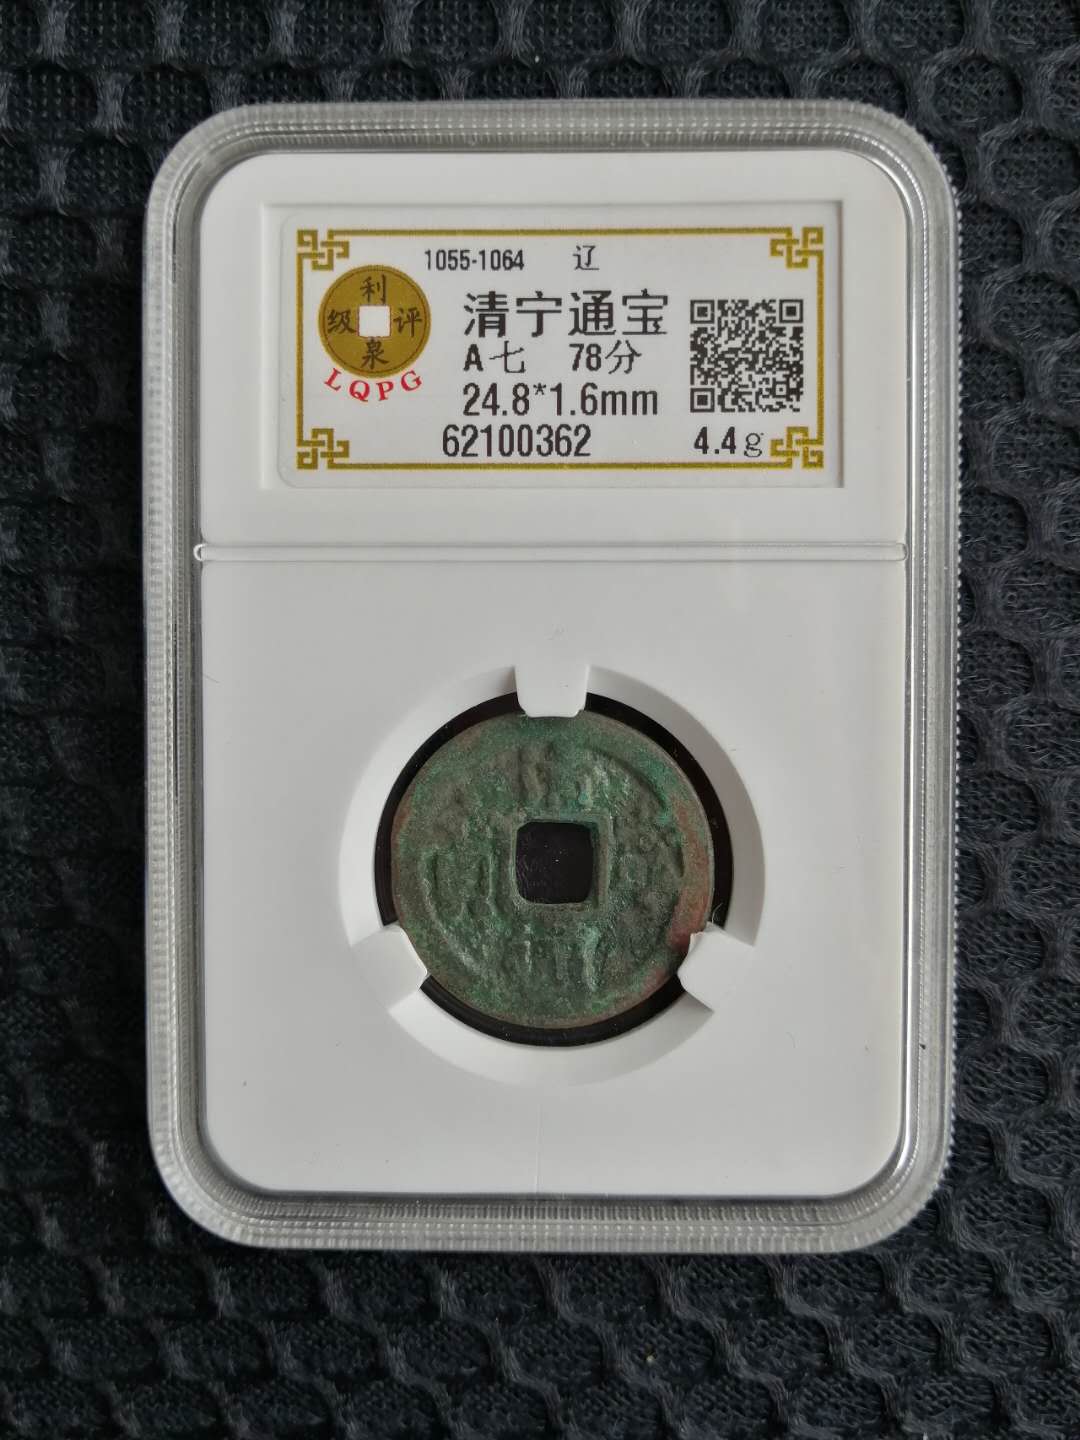 1055-1064 辽
利
级 评
泉
LQPG
清宁通宝
A七 78分
24.8*1.6mm
62100362 4.4g